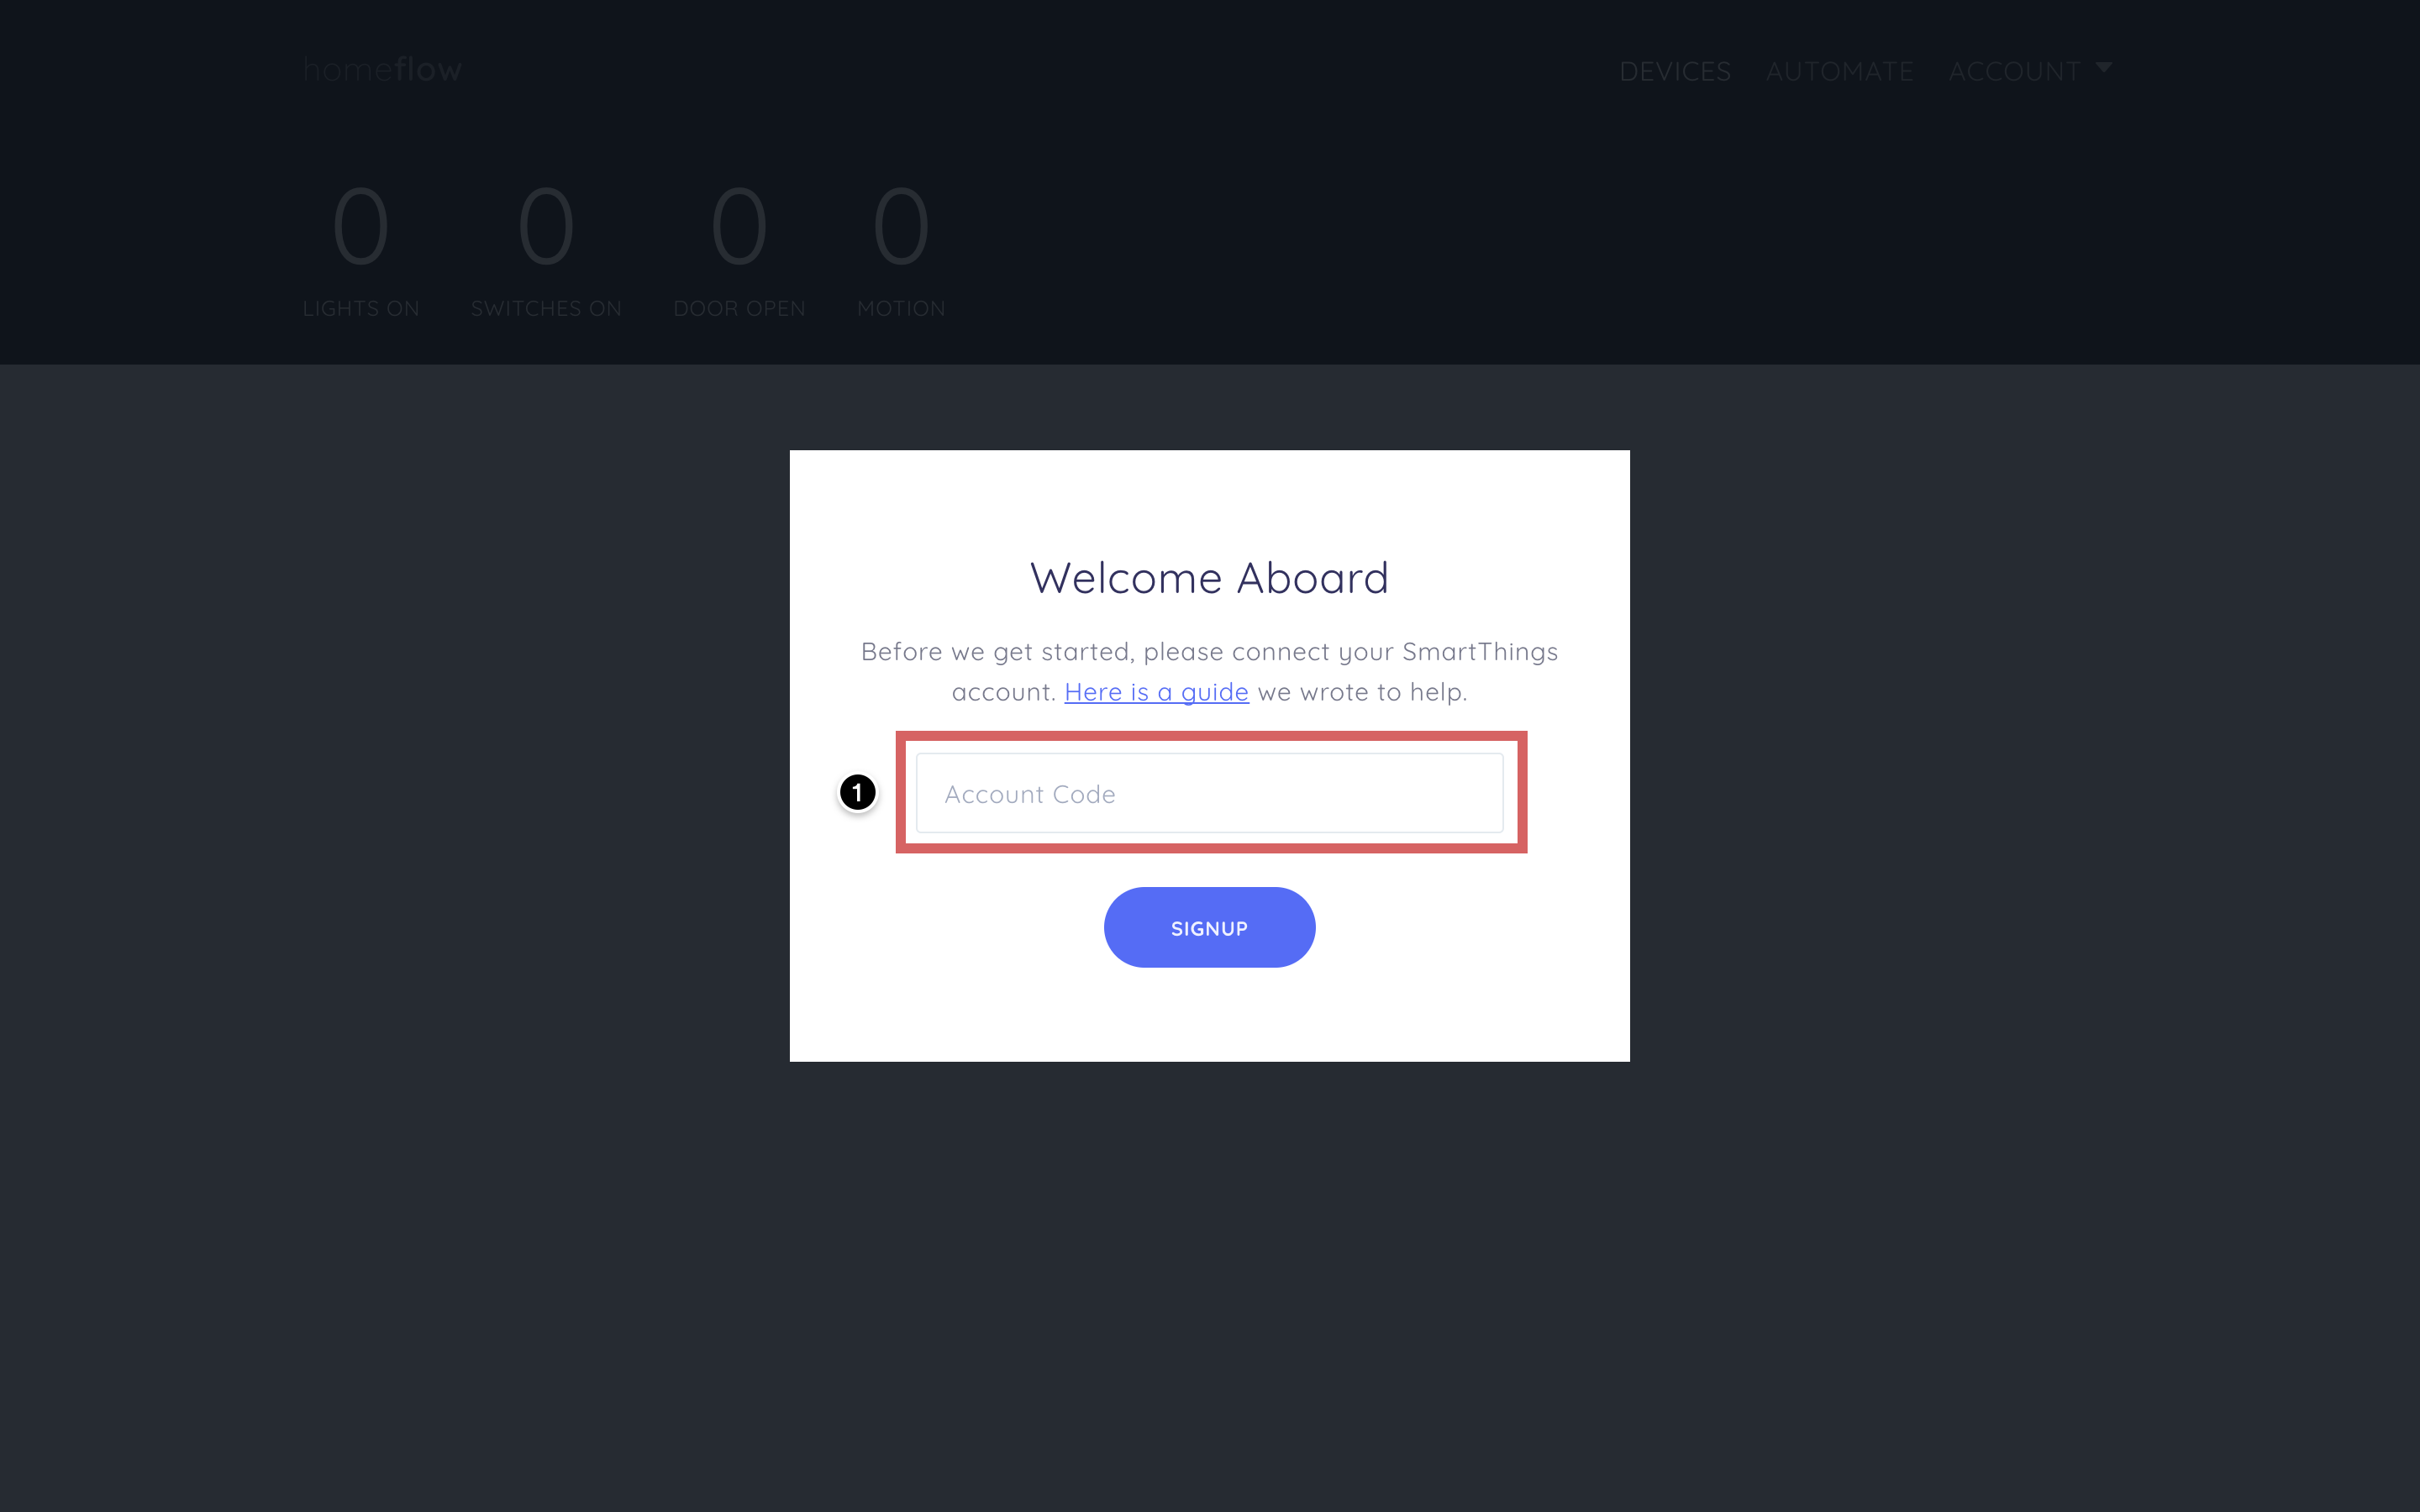 homeflow
DEVICES AUTOMATE ACCOUNT
0 0 0 0
LIGHTS ON SWITCHES ON DOOR OPEN MOTION
Welcome Aboard
Before we get started, please connect your SmartThings
account. Here is a guide we wrote to help.
1
Account Code
SIGNUP